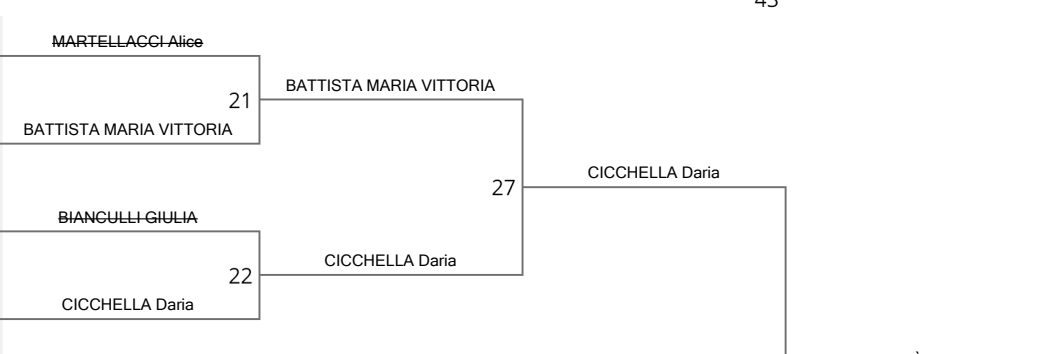 MARTELLACCI Alice
BATTISTA MARIA VITTORIA
21
BATTISTA MARIA VITTORIA
CICCHELLA Daria
27
BIANCULLI GIULIA
CICCHELLA Daria
22
CICCHELLA Daria